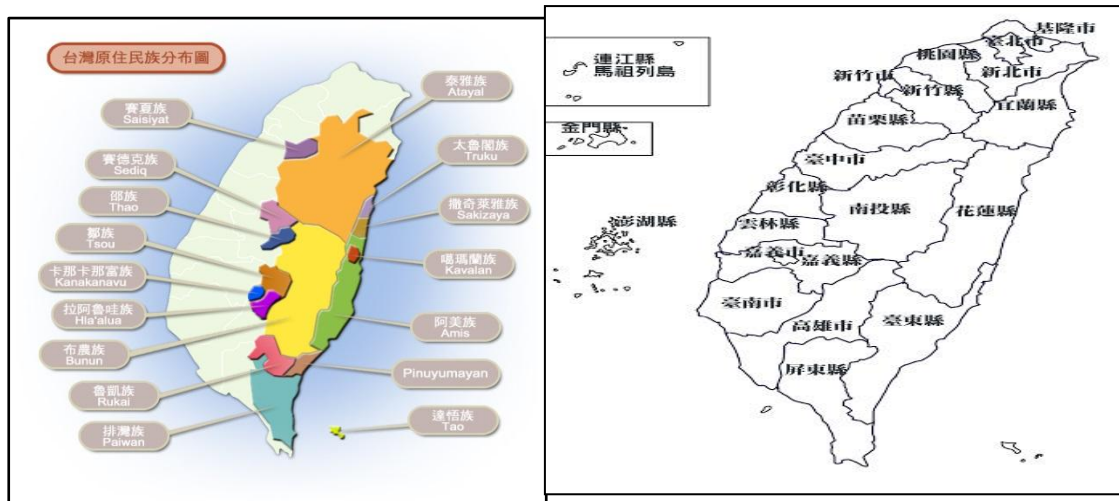 台灣原住民族分布圖
泰雅族
Atayal
賽夏族
Saisiyat
太魯閣族
Truku
賽德克族
Sediq
撒奇萊雅族
Sakizaya
邵族
Thao
鄒族
Tsou
噶瑪蘭族
Kavalan
卡那卡那富族
Kanakanavu
拉阿魯哇族
Hla'alua
阿美族
Amis
布農族
Bunun
Pinuyumayan
魯凱族
Rukai
排灣族
Paiwan
達悟族
Tao
連江縣
馬祖列島
金門縣
澎湖縣
基隆市
臺北市
桃園縣
新北市
新竹市
新竹縣
宜蘭縣
苗栗縣
臺中市
彰化縣
南投縣
花蓮縣
雲林縣
嘉義市
嘉義縣
臺南市
高雄市
臺東縣
屏東縣